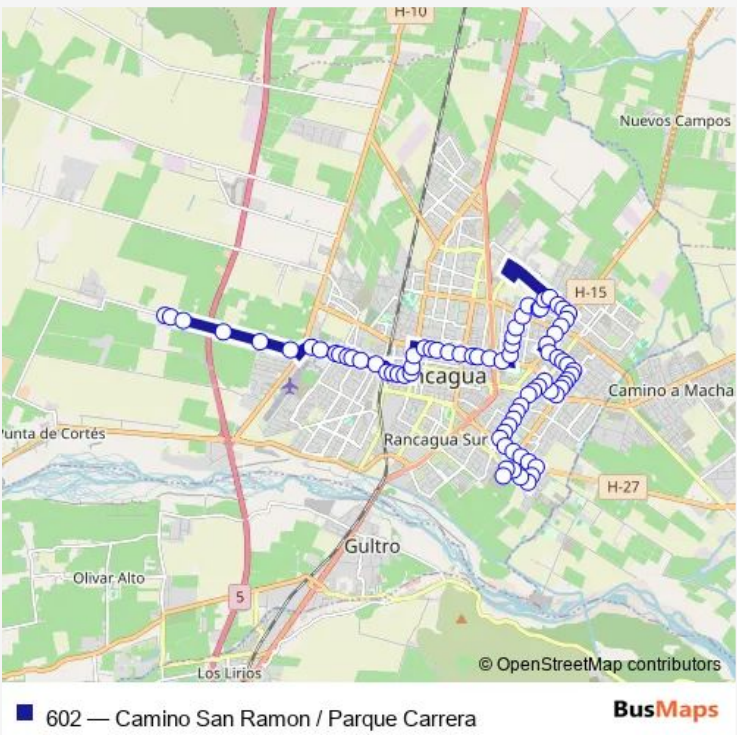 H-10
Nuevos Campos
H-15
ncagua
Camino a Macha
Punta de Cortés
Rancagua Sur
H-27
Gultro
Olivar Alto
5
Los Lirios
© OpenStreetMap contributors
602 — Camino San Ramon / Parque Carrera
BusMaps